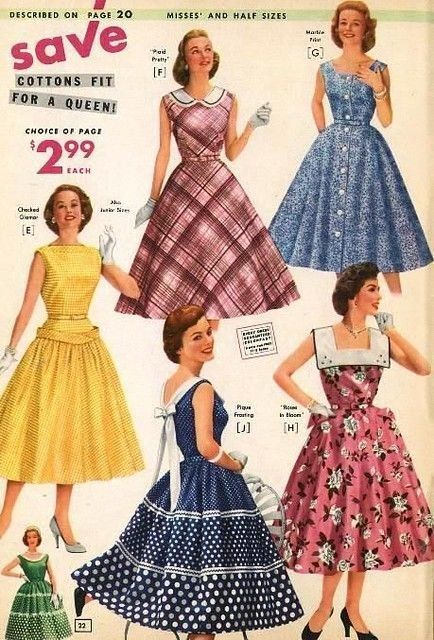 DESCRIBED ON PAGE 20
MISSES' AND HALF SIZES
save
COTTONS FIT
FOR A QUEEN!
CHOICE OF PAGE
$2.99
EACH
"Plaid
Pretty"
[F]
Marble
Print
[G]
Checked
Glamor
[E]
Also
Junior Sizes
Pique
Frosting
[J]
"Roses
in Bloom"
[H]
22